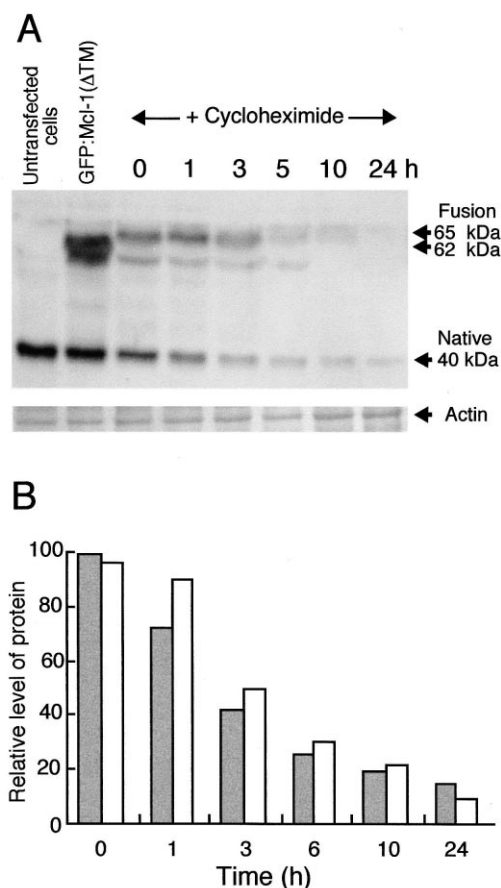 A
Untransfected
cells
GFP:Mcl-1(ΔTM)
+ Cycloheximide
0 1 3 5 10 24 h
Fusion
65 kDa
62 kDa
Native
40 kDa
Actin
B
Relative level of protein
100
80
60
40
20
0
0 1 3 6 10 24
Time (h)